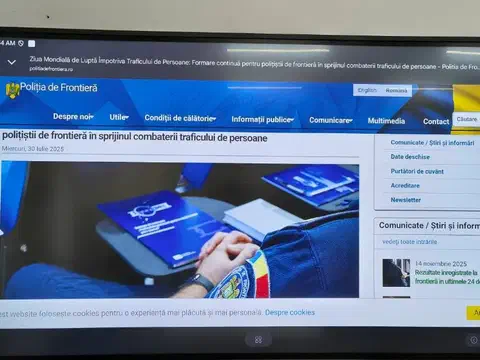 4 AM
Ziua Mondială de Luptă Împotriva Traficului de Persoane: Formare continuă pentru polițiștii de frontieră în sprijinul combaterii traficului de persoane - Poliția de Fro...
politiadefrontiera.ro
Poliția de Frontieră
English
Română
Despre noi
Utile
Condiții de călătorie
Informații publice
Comunicare
Multimedia
Contact
Căutare
polițiștii de frontieră în sprijinul combaterii traficului de persoane
Miercuri, 30 Iulie 2025
Comunicate / Știri și informări
Date deschise
Purtători de cuvânt
Acreditare
Newsletter
Comunicate / Știri și inform
vedeți toate intrările
14 noiembrie 2025
Rezultate înregistrate la
frontieră în ultimele 24 d
est website folosește cookies pentru o experiență mai plăcută și mai personală.
Despre cookies